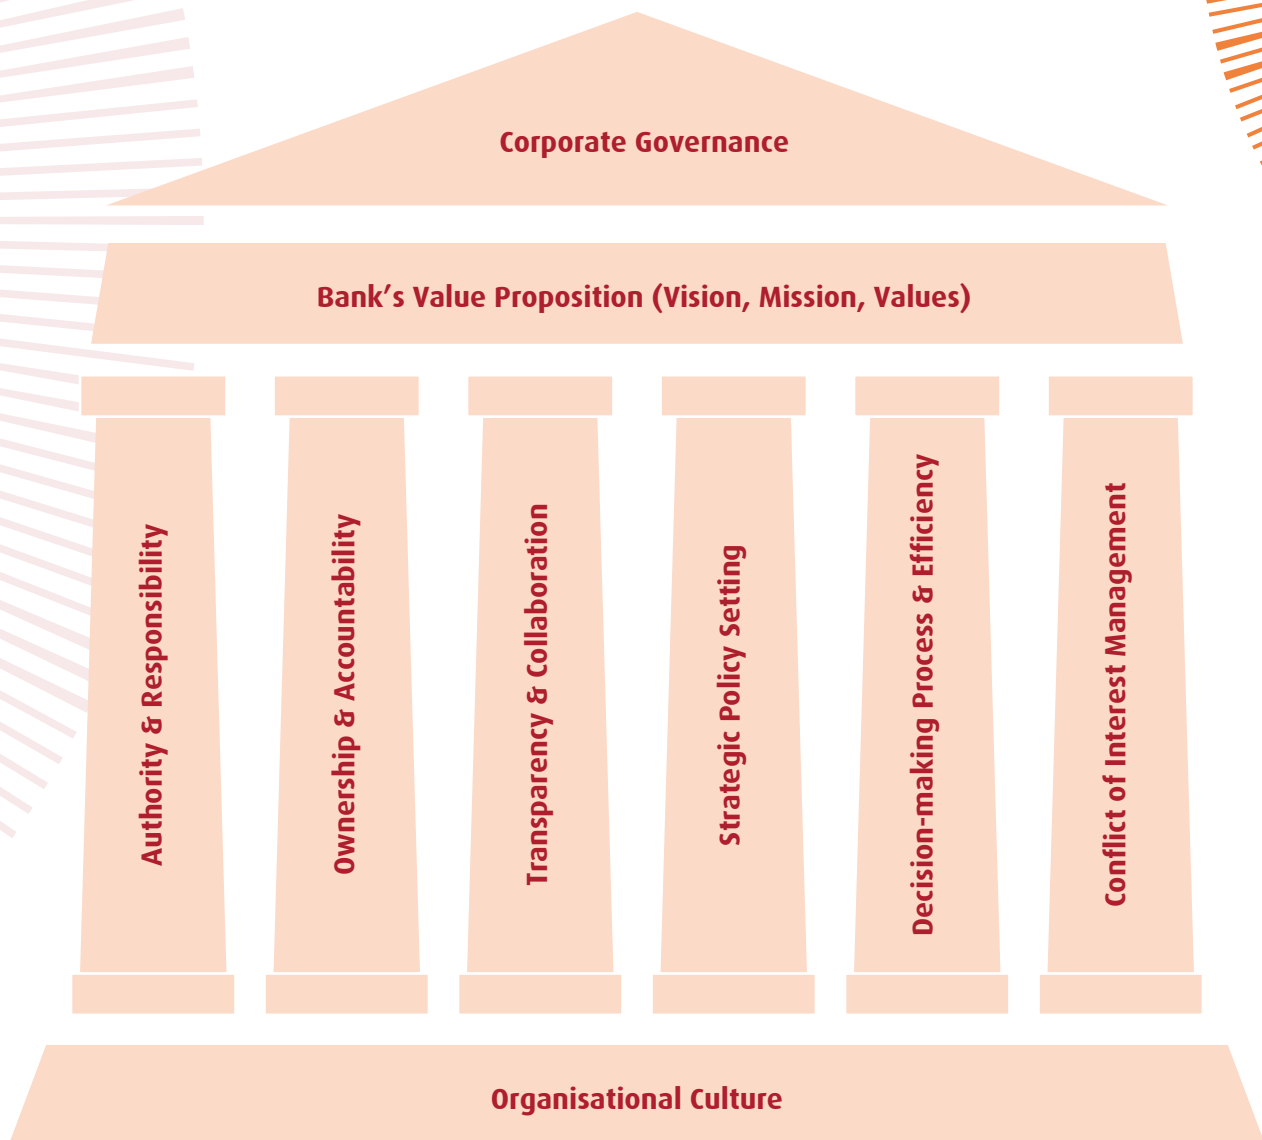 Corporate Governance
Bank’s Value Proposition (Vision, Mission, Values)
Authority & Responsibility
Ownership & Accountability
Transparency & Collaboration
Strategic Policy Setting
Decision-making Process & Efficiency
Conflict of Interest Management
Organisational Culture